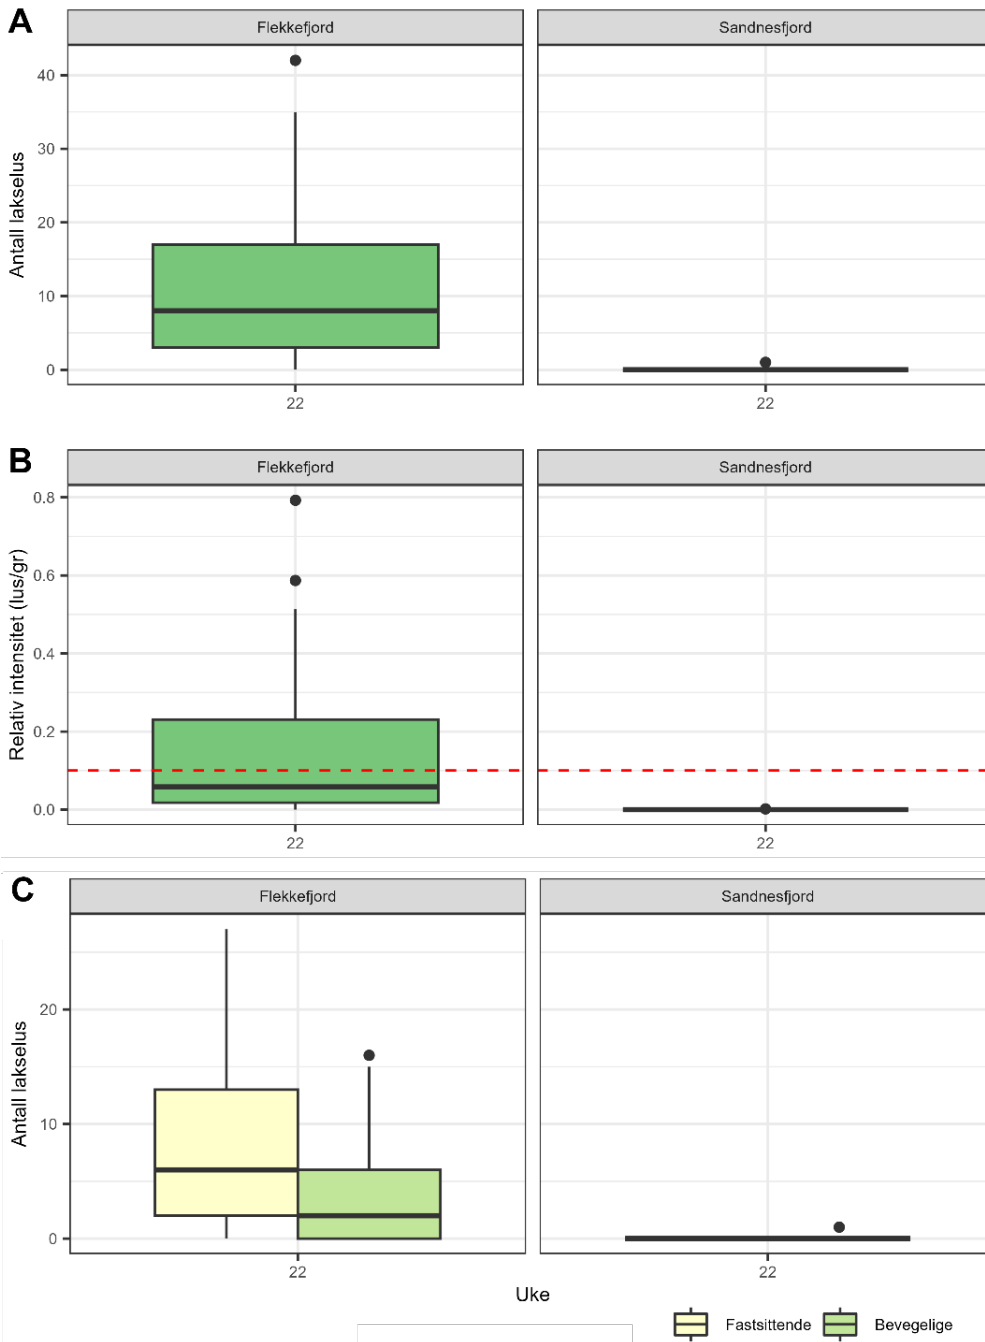 A
Flekkefjord
Sandnesfjord
Antall lakselus
40
30
20
10
0
22
22
B
Flekkefjord
Sandnesfjord
Relativ intensitet (lus/gr)
0.8
0.6
0.4
0.2
0.0
22
22
C
Flekkefjord
Sandnesfjord
Antall lakselus
20
10
0
22
22
Uke
Fastsittende
Bevegelige